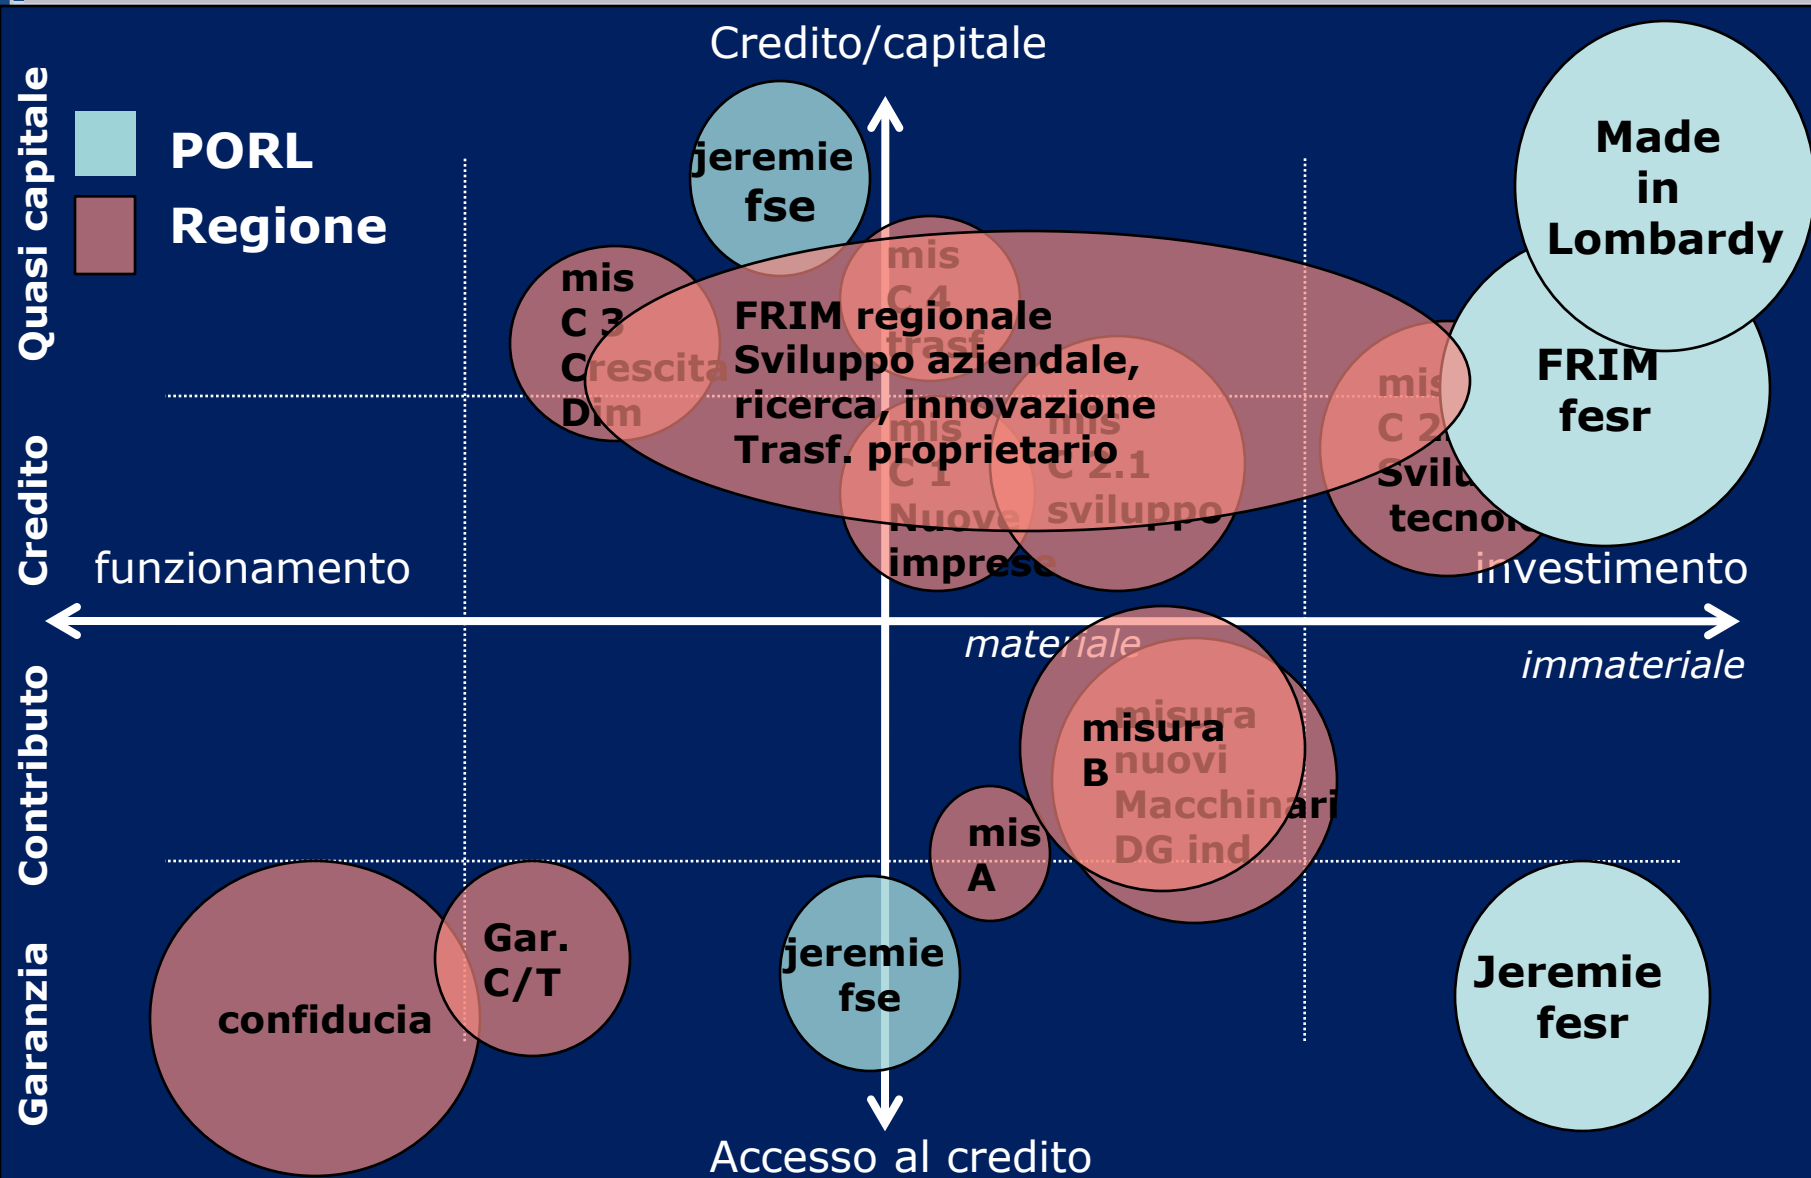 Credito/capitale
Quasi capitale
Credito
Contributo
Garanzia
PORL
Regione
jeremie
fse
Made
in
Lombardy
mis
C 3
Crescita
Dim
mis
C 4
trasf
FRIM regionale
Sviluppo aziendale,
ricerca, innovazione
Trasf. proprietario
mis
C 1
Nuove
imprese
mis
C 2.1
sviluppo
mis
C 2.
FRIM
fesr
funzionamento
investimento
materiale
immateriale
misura
B
misura
nuovi
Macchinari
DG ind
mis
A
Gar.
C/T
confiducia
jeremie
fse
Jeremie
fesr
Accesso al credito